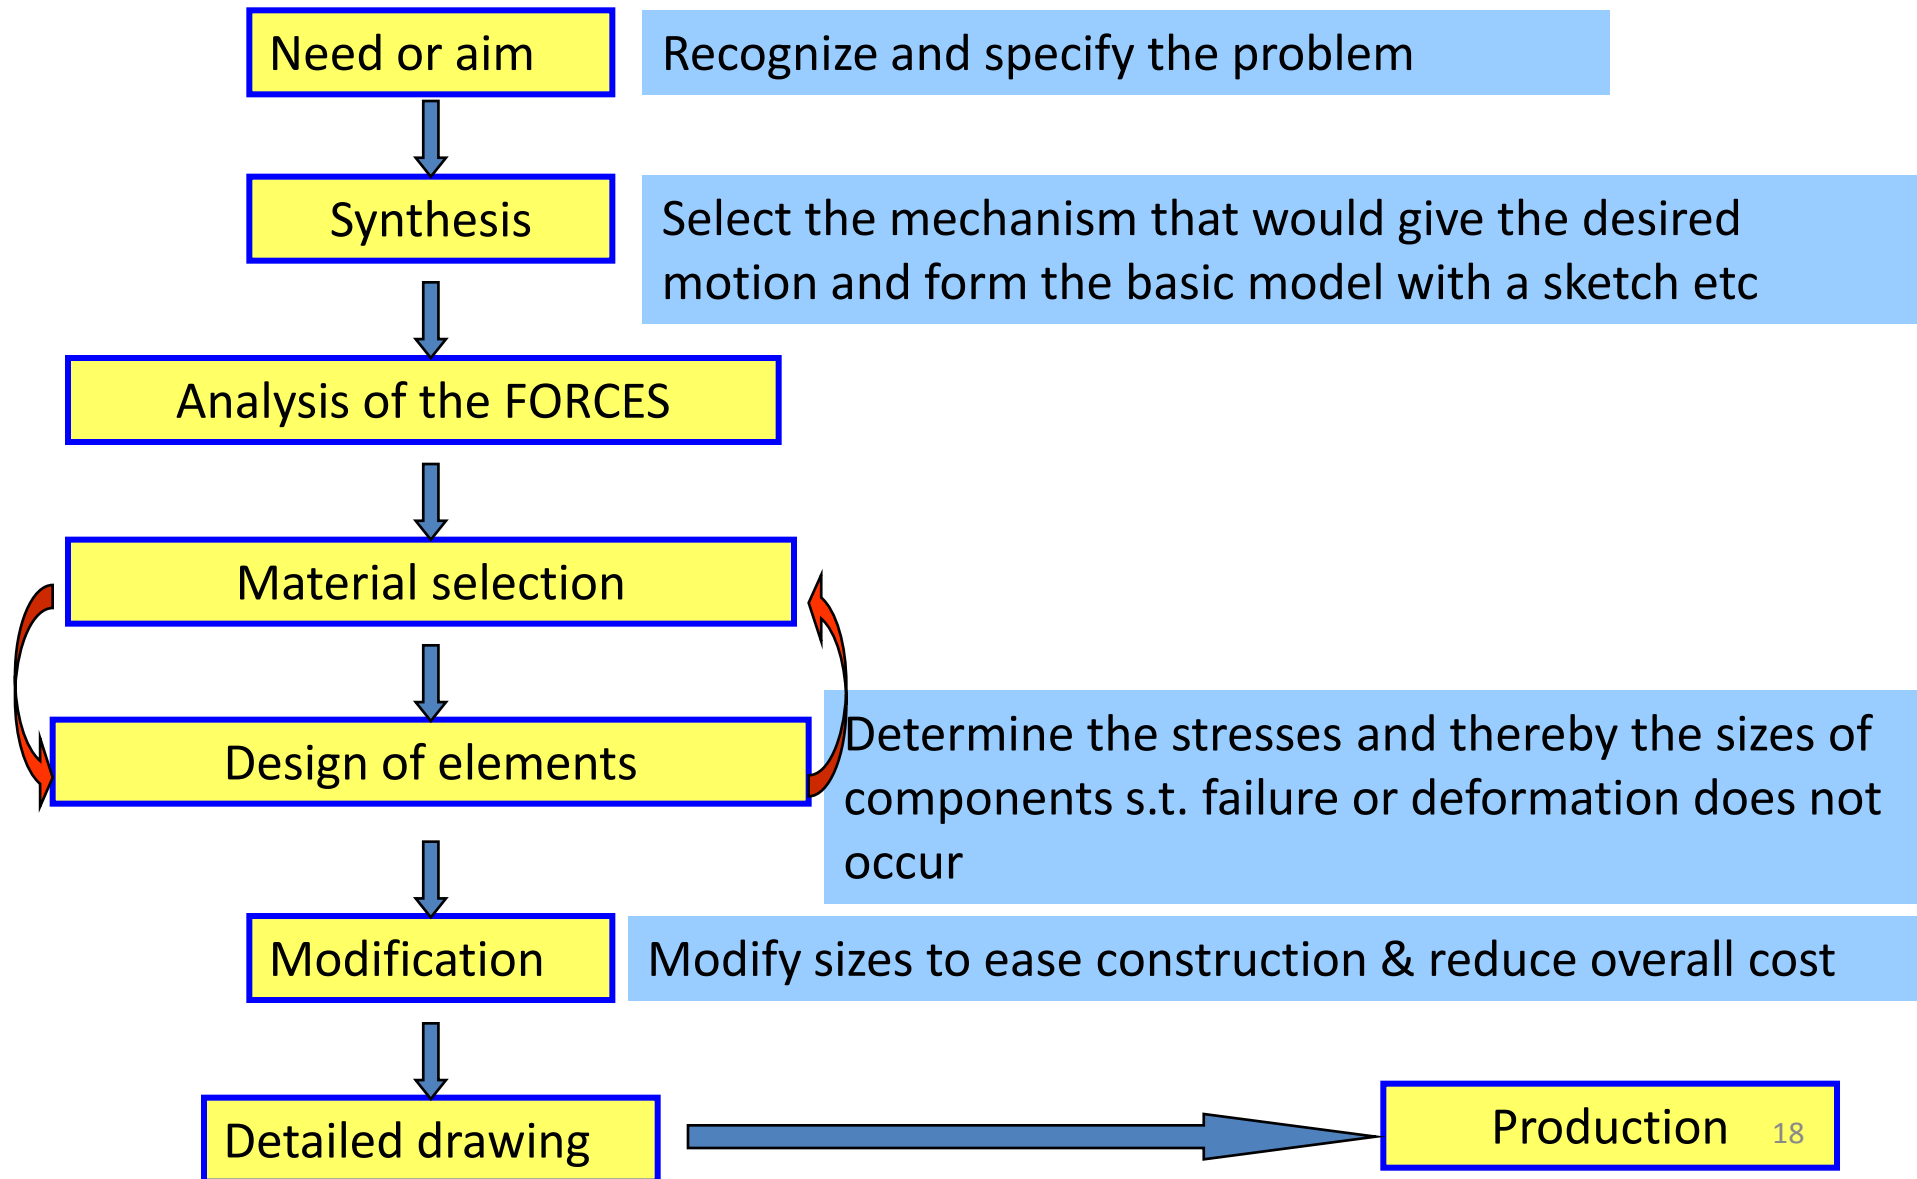 Need or aim
Recognize and specify the problem
Synthesis
Select the mechanism that would give the desired
motion and form the basic model with a sketch etc
Analysis of the FORCES
Material selection
Design of elements
Determine the stresses and thereby the sizes of
components s.t. failure or deformation does not
occur
Modification
Modify sizes to ease construction & reduce overall cost
Detailed drawing
Production
18